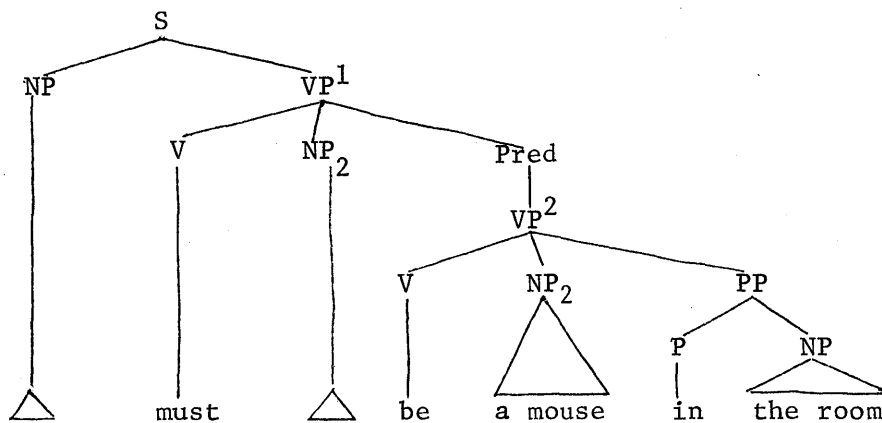 S
NP VP1
V NP2 Pred
VP2
V NP2 PP
P NP
must be a mouse in the room